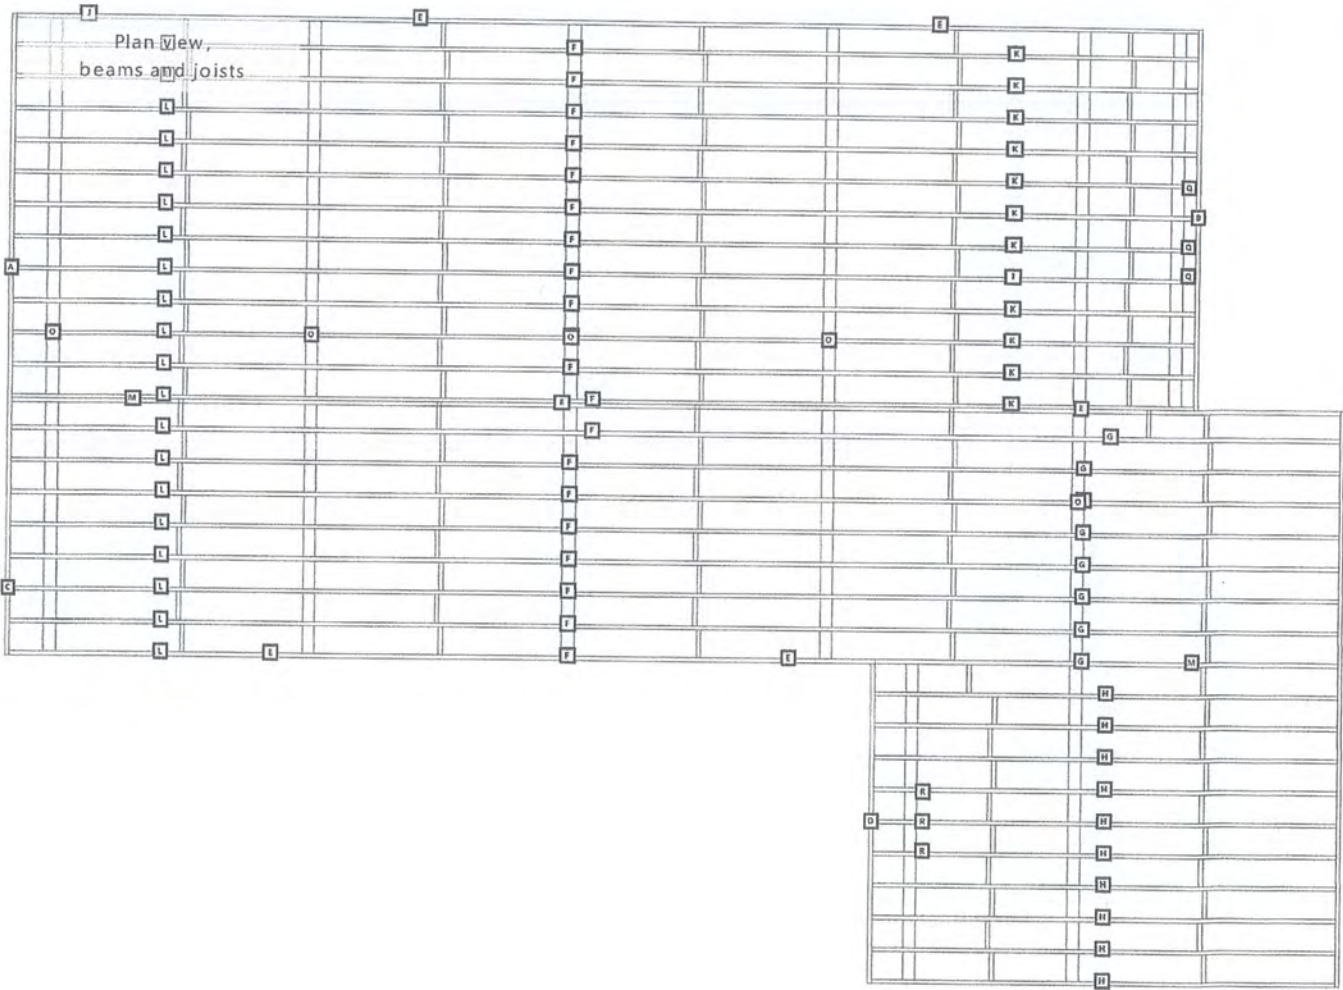 J E E
Plan view, F K
beams and joists F K
L F K
L F K
L F K Q
L F K B
L F K Q
A L F I Q
L F K
O L O O O K
L F K
M L E F K E
L F G
L F G
L F O
L F G
L F G
C L F G
L F G
L E F E G M
H
H
H
R H
D R H
R H
H
H
H
H